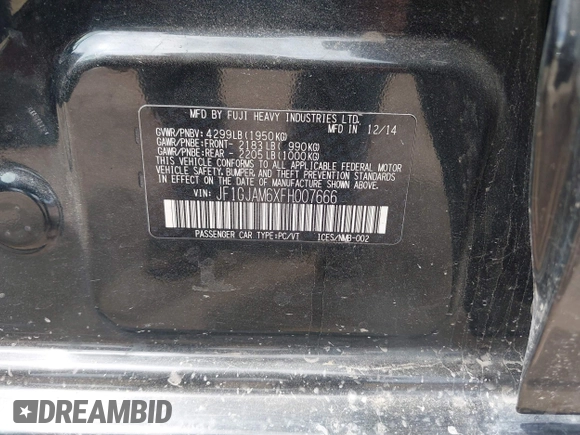 MFD BY FUJI HEAVY INDUSTRIES LTD.
GVWR/PNBV: 4299LB(1950KG) MFD IN 12/14
GAWR/PNBE:FRONT- 2183LB( 990KG)
GAWR/PNBE:REAR - 2205LB(1000KG)
THIS VEHICLE CONFORMS TO ALL APPLICABLE FEDERAL MOTOR
VEHICLE SAFETY, BUMPER, AND THEFT PREVENTION STANDARDS IN
EFFECT ON THE DATE OF MANUFACTURE SHOWN ABOVE.
VIN: JF1GJAM6XFH007666
PASSENGER CAR TYPE:PC/VT ICES/NMB-002
DREAMBID